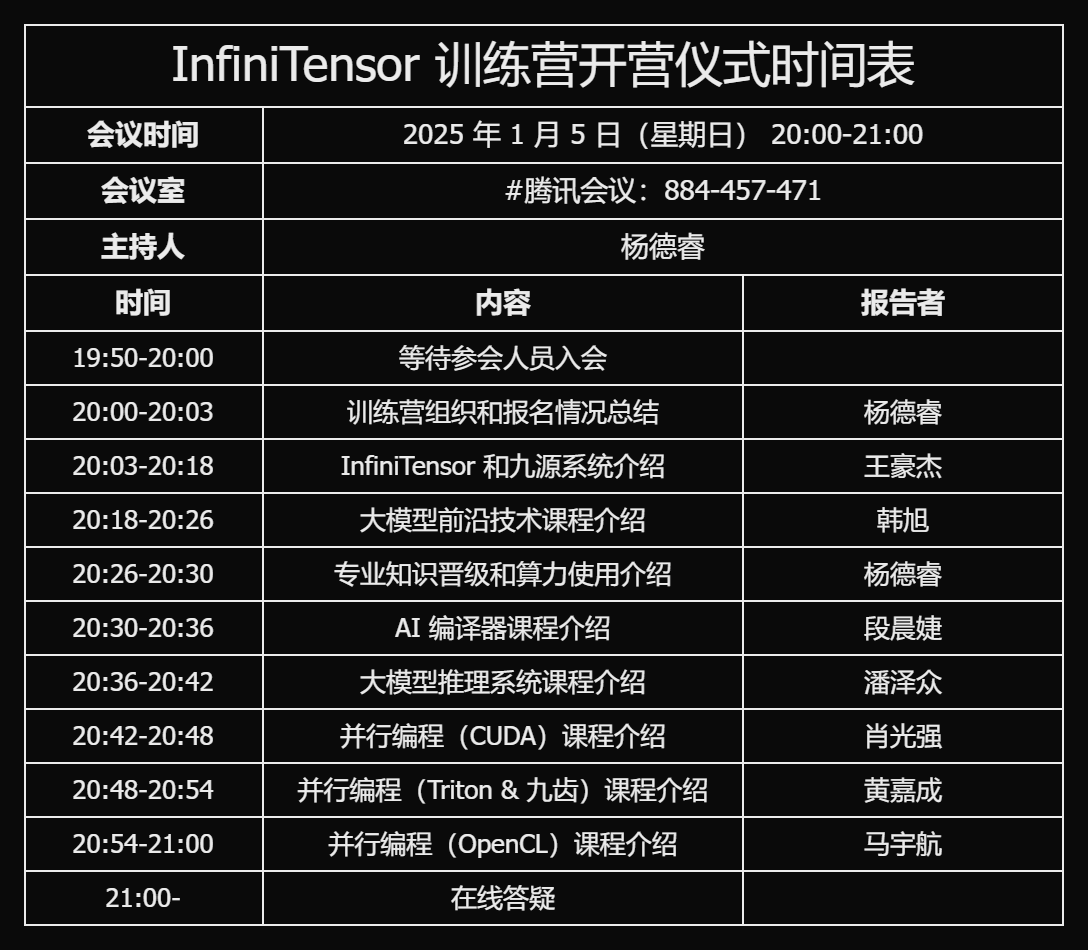 InfiniTensor 训练营开营仪式时间表
会议时间 2025 年 1 月 5 日（星期日） 20:00-21:00
会议室 #腾讯会议：884-457-471
主持人 杨德睿
时间 内容 报告者
19:50-20:00 等待参会人员入会
20:00-20:03 训练营组织和报名情况总结 杨德睿
20:03-20:18 InfiniTensor 和九源系统介绍 王豪杰
20:18-20:26 大模型前沿技术课程介绍 韩旭
20:26-20:30 专业知识晋级和算力使用介绍 杨德睿
20:30-20:36 AI 编译器课程介绍 段晨婕
20:36-20:42 大模型推理系统课程介绍 潘泽众
20:42-20:48 并行编程（CUDA）课程介绍 肖光强
20:48-20:54 并行编程（Triton & 九齿）课程介绍 黄嘉成
20:54-21:00 并行编程（OpenCL）课程介绍 马宇航
21:00- 在线答疑